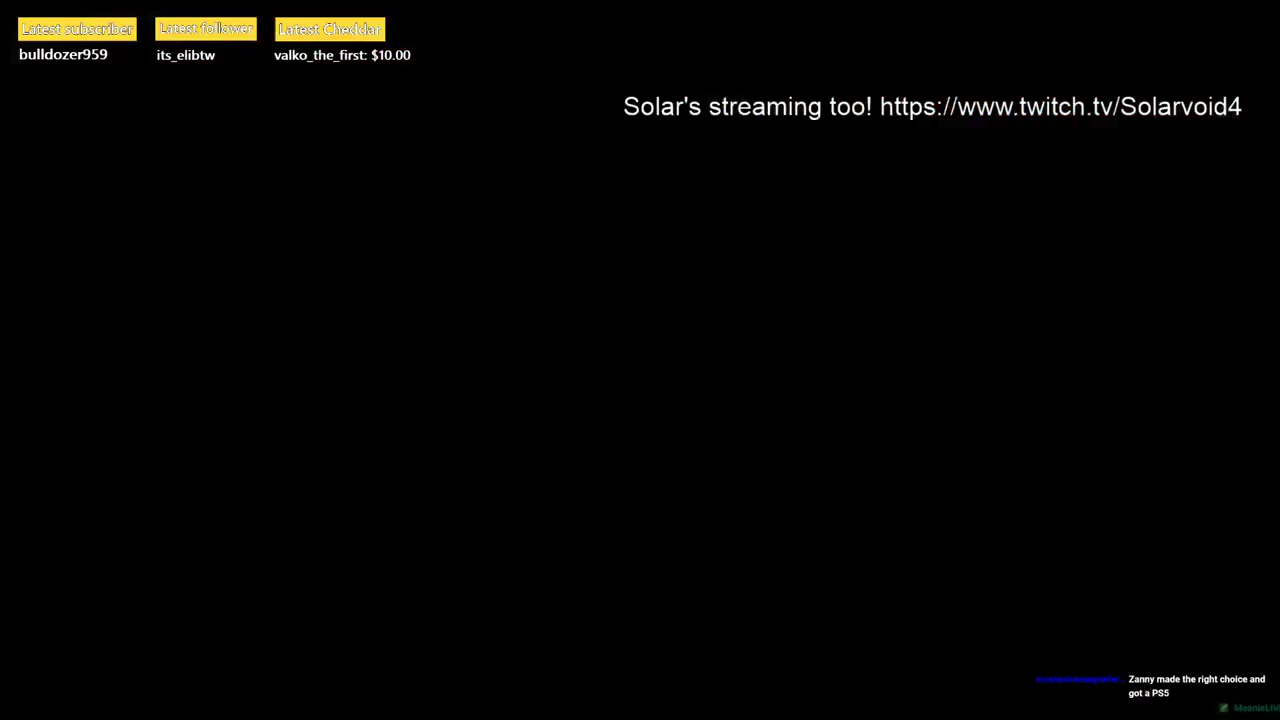 Latest subscriber
Latest follower
Latest Cheddar
bulldozer959
its_elibtw
valko_the_first: $10.00
Solar's streaming too! https://www.twitch.tv/Solarvoid4
Zanny made the right choice and
got a PS5